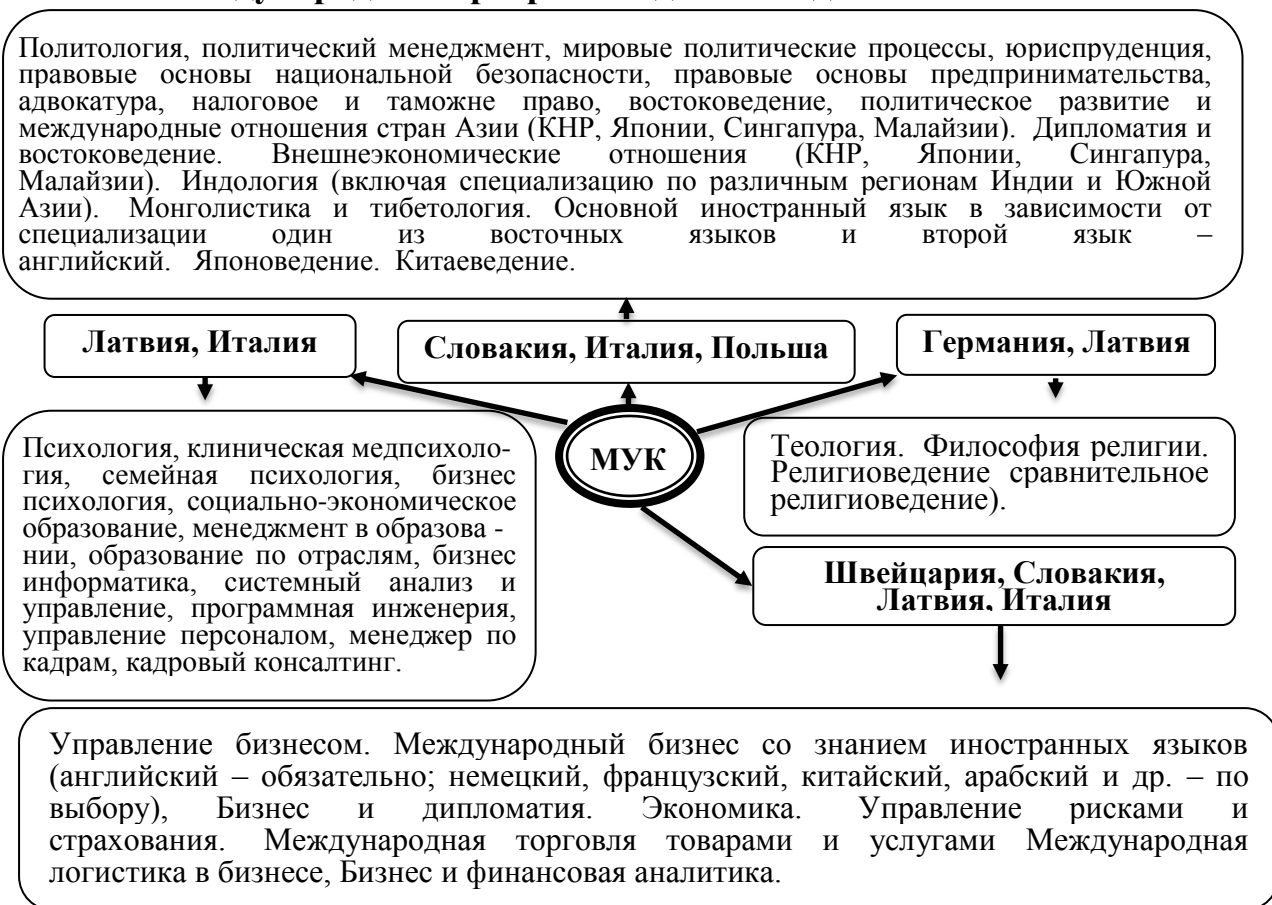 Политология, политический менеджмент, мировые политические процессы, юриспруденция,
правовые основы национальной безопасности, правовые основы предпринимательства,
адвокатура, налоговое и таможне право, востоковедение, политическое развитие и
международные отношения стран Азии (КНР, Японии, Сингапура, Малайзии). Дипломатия и
востоковедение. Внешнеэкономические отношения (КНР, Японии, Сингапура,
Малайзии). Индология (включая специализацию по различным регионам Индии и Южной
Азии). Монголистика и тибетология. Основной иностранный язык в зависимости от
специализации один из восточных языков и второй язык –
английский. Японоведение. Китаеведение.
Латвия, Италия
Словакия, Италия, Польша
Германия, Латвия
МУК
Психология, клиническая медпсихоло-
гия, семейная психология, бизнес
психология, социально-экономическое
образование, менеджмент в образова -
нии, образование по отраслям, бизнес
информатика, системный анализ и
управление, программная инженерия,
управление персоналом, менеджер по
кадрам, кадровый консалтинг.
Теология. Философия религии.
Религиоведение сравнительное
религиоведение).
Швейцария, Словакия,
Латвия, Италия
Управление бизнесом. Международный бизнес со знанием иностранных языков
(английский – обязательно; немецкий, французский, китайский, арабский и др. – по
выбору), Бизнес и дипломатия. Экономика. Управление рисками и
страхования. Международная торговля товарами и услугами Международная
логистика в бизнесе, Бизнес и финансовая аналитика.